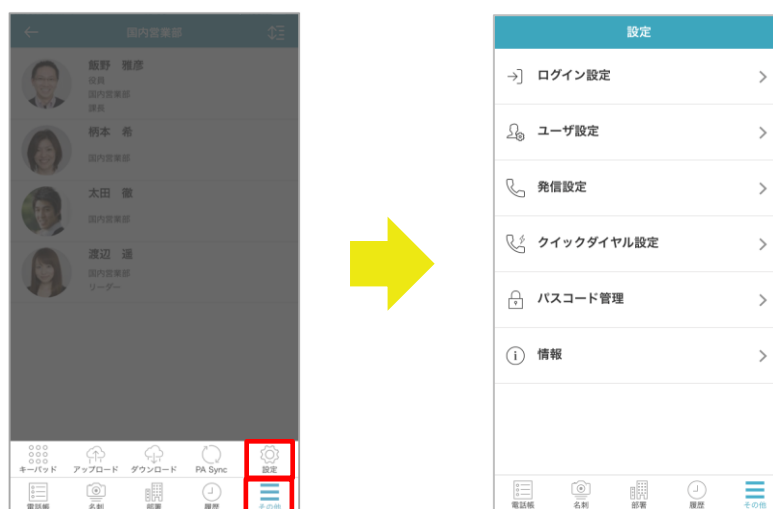 国内営業部
飯野 雅彦
役員
国内営業部
課長
柄本 希
国内営業部
太田 徹
国内営業部
渡辺 遥
国内営業部
リーダー
キーパッド アップロード ダウンロード PA Sync 設定
電話帳 名刺 部署 履歴 その他
設定
ログイン設定
ユーザ設定
発信設定
クイックダイヤル設定
パスコード管理
情報
電話帳 名刺 部署 履歴 その他